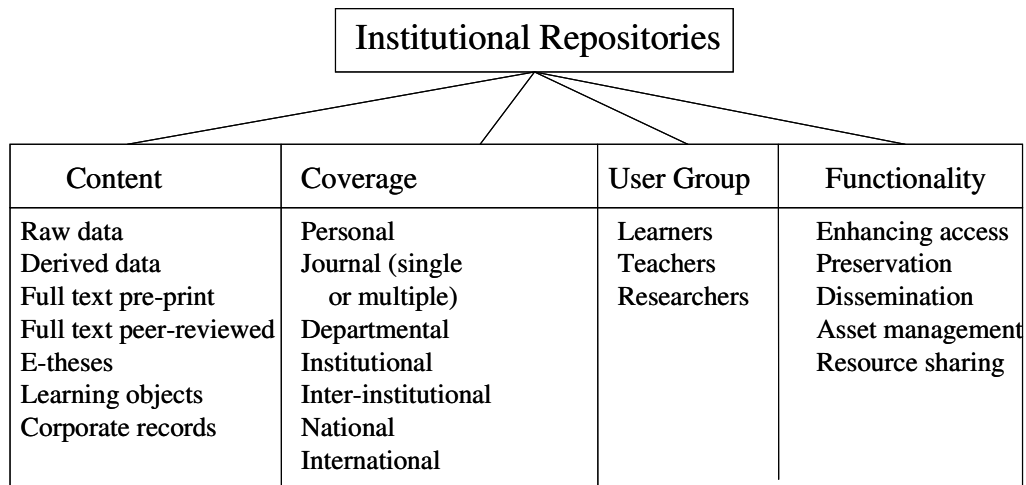 Institutional Repositories
Content
Raw data
Derived data
Full text pre-print
Full text peer-reviewed
E-theses
Learning objects
Corporate records
Coverage
Personal
Journal (single
or multiple)
Departmental
Institutional
Inter-institutional
National
International
User Group
Learners
Teachers
Researchers
Functionality
Enhancing access
Preservation
Dissemination
Asset management
Resource sharing